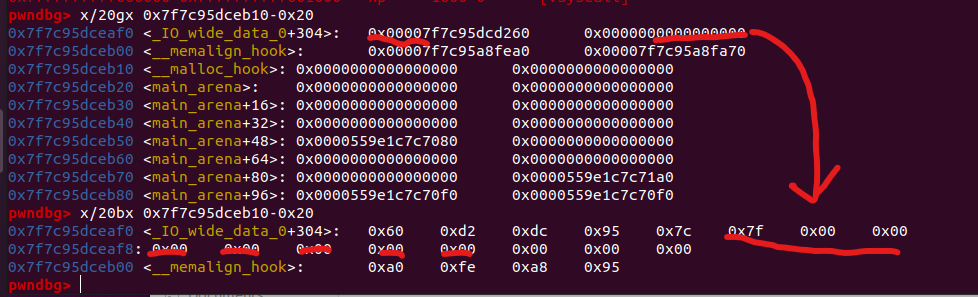 pwndbg> x/20gx 0x7f7c95dceb10-0x20
0x7f7c95dceaf0 <_IO_wide_data_0+304>: 0x00007f7c95dcd260 0x0000000000000000
0x7f7c95dceb00 <__memalign_hook>: 0x00007f7c95a8fea0 0x00007f7c95a8fa70
0x7f7c95dceb10 <__malloc_hook>: 0x0000000000000000 0x0000000000000000
0x7f7c95dceb20 <main_arena>: 0x0000000000000000 0x0000000000000000
0x7f7c95dceb30 <main_arena+16>: 0x0000000000000000 0x0000000000000000
0x7f7c95dceb40 <main_arena+32>: 0x0000000000000000 0x0000000000000000
0x7f7c95dceb50 <main_arena+48>: 0x0000559e1c7c7080 0x0000000000000000
0x7f7c95dceb60 <main_arena+64>: 0x0000000000000000 0x0000000000000000
0x7f7c95dceb70 <main_arena+80>: 0x0000000000000000 0x0000559e1c7c71a0
0x7f7c95dceb80 <main_arena+96>: 0x0000559e1c7c70f0 0x0000559e1c7c70f0
pwndbg> x/20bx 0x7f7c95dceb10-0x20
0x7f7c95dceaf0 <_IO_wide_data_0+304>: 0x60 0xd2 0xdc 0x95 0x7c 0x7f 0x00 0x00
0x7f7c95dceaf8: 0x00 0x00 0x00 0x00 0x00 0x00 0x00 0x00
0x7f7c95dceb00 <__memalign_hook>: 0xa0 0xfe 0xa8 0x95
pwndbg>